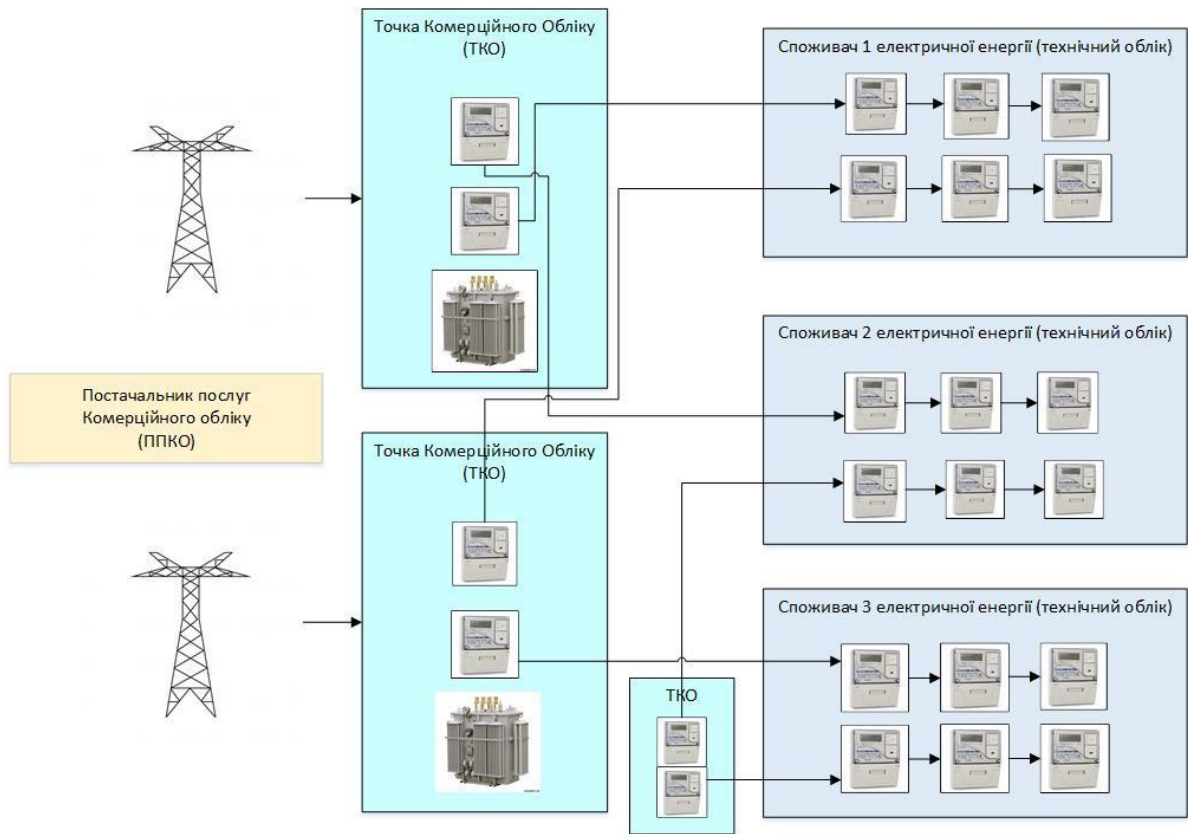 Точка Комерційного Обліку
(ТКО)
Споживач 1 електричної енергії (технічний облік)
Споживач 2 електричної енергії (технічний облік)
Постачальник послуг
Комерційного обліку
(ППКО)
Точка Комерційного Обліку
(ТКО)
Споживач 3 електричної енергії (технічний облік)
ТКО